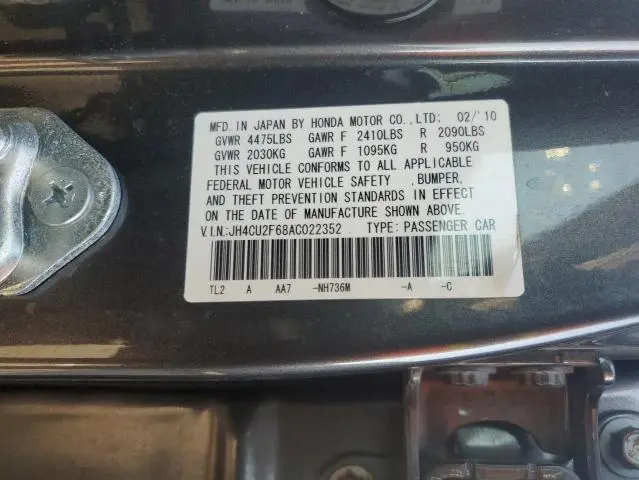 MFD. IN JAPAN BY HONDA MOTOR CO.,LTD: 02/'10
GVWR 4475LBS GAWR F 2410LBS R 2090LBS
GVWR 2030KG GAWR F 1095KG R 950KG
THIS VEHICLE CONFORMS TO ALL APPLICABLE
FEDERAL MOTOR VEHICLE SAFETY ,BUMPER,
AND THEFT PREVENTION STANDARDS IN EFFECT
ON THE DATE OF MANUFACTURE SHOWN ABOVE.
V.IN:JH4CU2F68AC022352 TYPE: PASSENGER CAR
TL2 A AA7 -NH736M -A -C